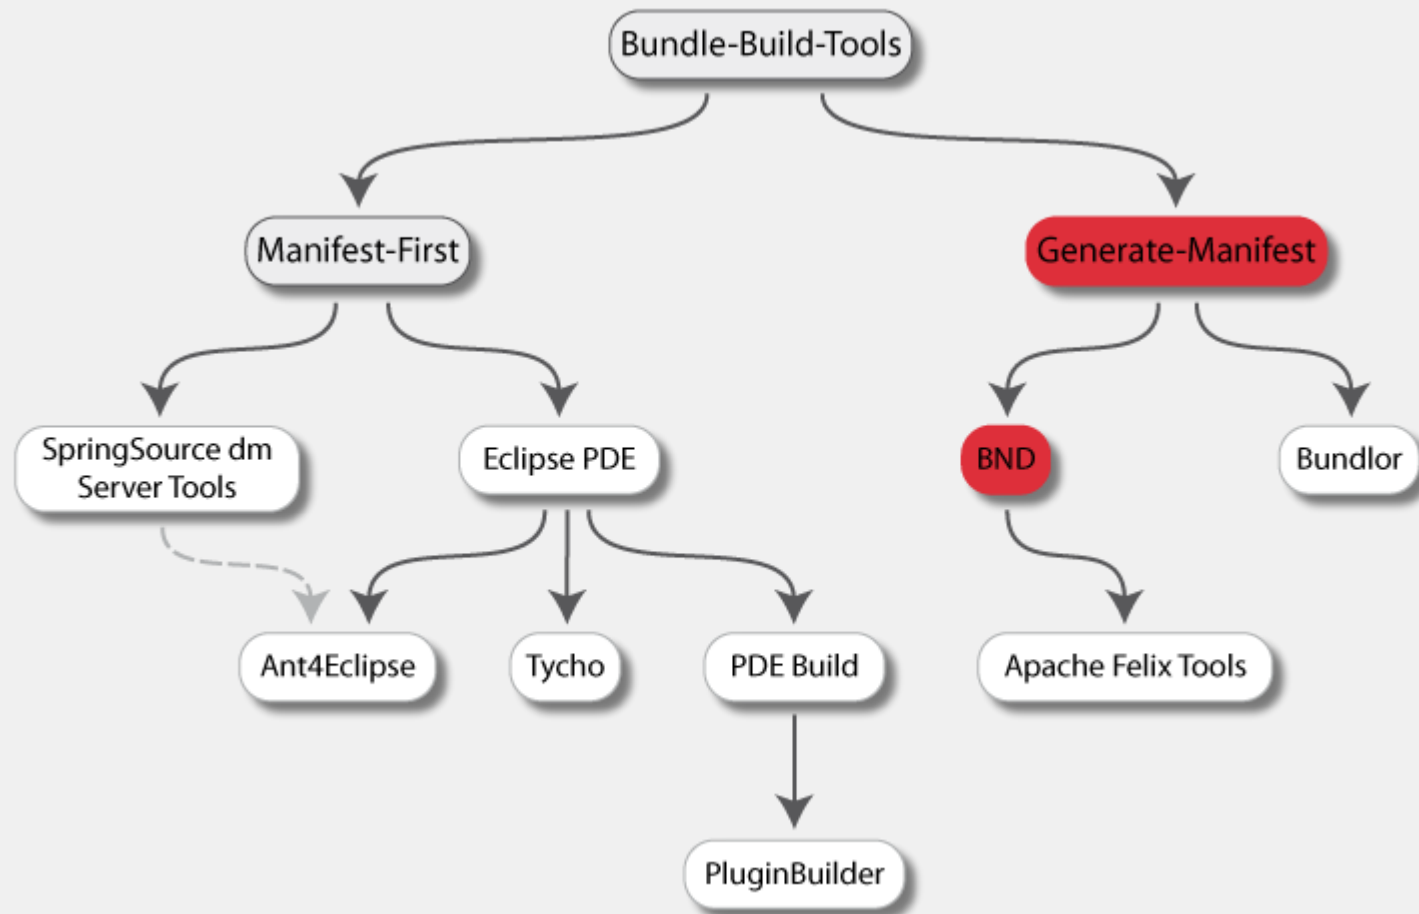 Bundle-Build-Tools
Manifest-First
Generate-Manifest
SpringSource dm
Server Tools
Eclipse PDE
BND
Bundlor
Ant4Eclipse
Tycho
PDE Build
Apache Felix Tools
PluginBuilder